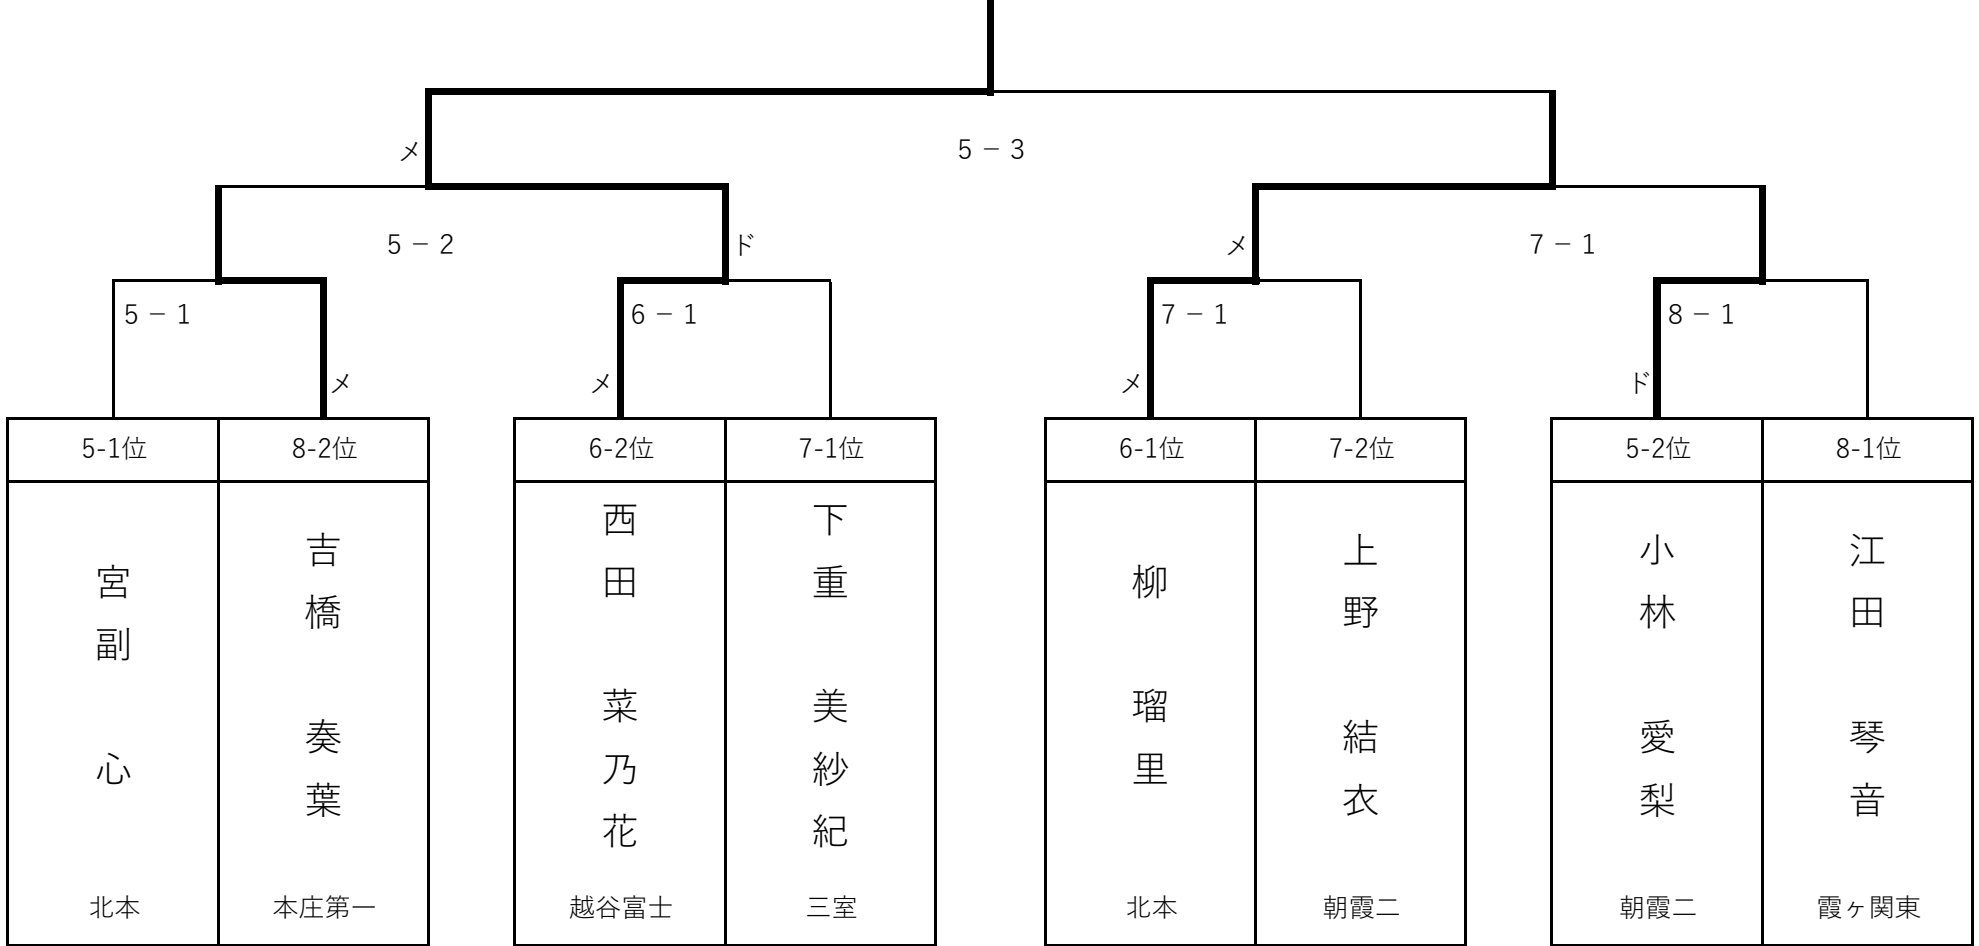 メ
5 − 3
5 − 2
ド
メ
7 − 1
5 − 1
6 − 1
7 − 1
8 − 1
メ
メ
メ
ド
5-1位
8-2位
6-2位
7-1位
6-1位
7-2位
5-2位
8-1位
宮副 心
吉橋 奏葉
西田 菜乃花
下重 美紗紀
柳 瑠里
上野 結衣
小林 愛梨
江田 琴音
北本
本庄第一
越谷富士
三室
北本
朝霞二
朝霞二
霞ヶ関東